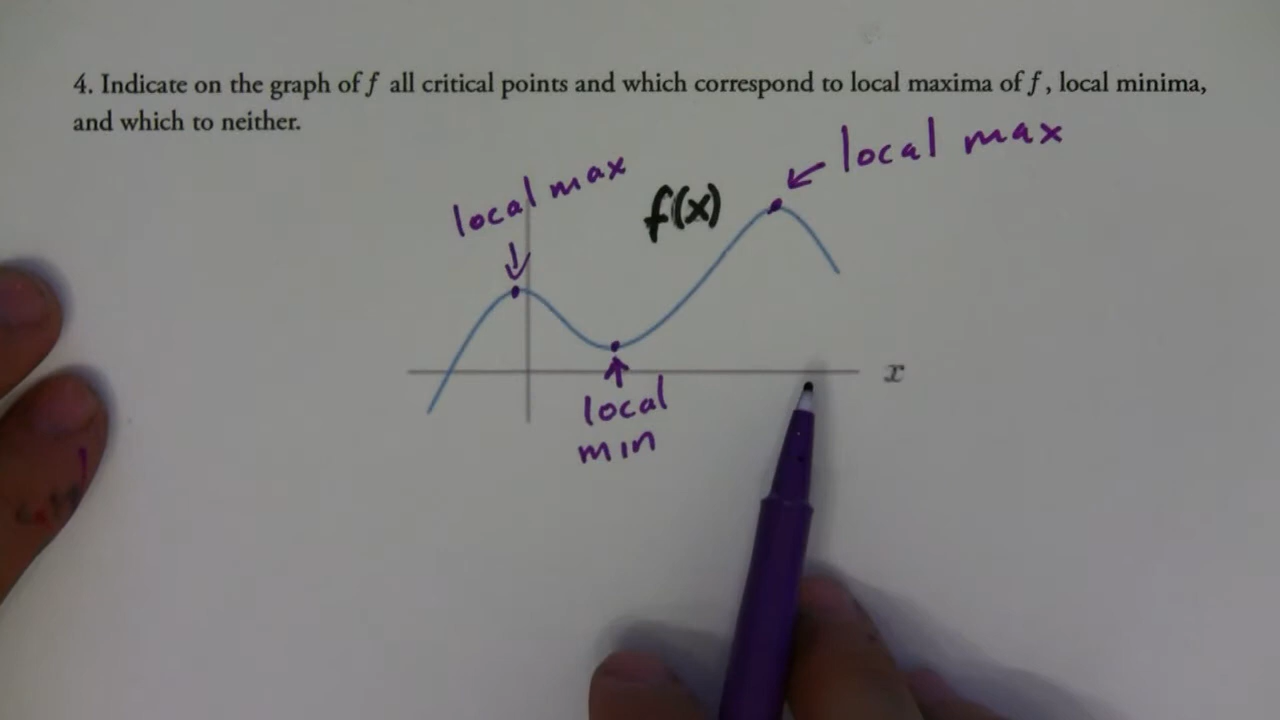 4. Indicate on the graph of f all critical points and which correspond to local maxima of f, local minima,
and which to neither.
local max
local max
f(x)
x
local
min